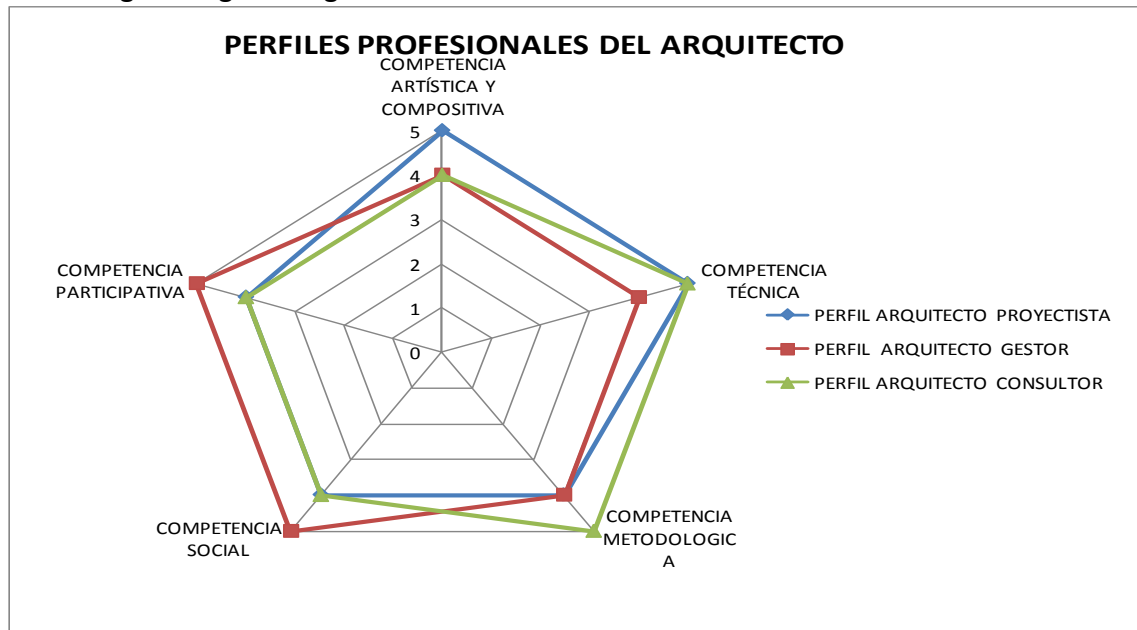 PERFILES PROFESIONALES DEL ARQUITECTO
COMPETENCIA
ARTÍSTICA Y
COMPOSITIVA
5
4
3
2
1
0
COMPETENCIA
TÉCNICA
COMPETENCIA
METODOLOGIC
A
COMPETENCIA
SOCIAL
COMPETENCIA
PARTICIPATIVA
PERFIL ARQUITECTO PROYECTISTA
PERFIL ARQUITECTO GESTOR
PERFIL ARQUITECTO CONSULTOR